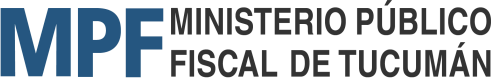 MPF MINISTERIO PÚBLICO
FISCAL DE TUCUMÁN